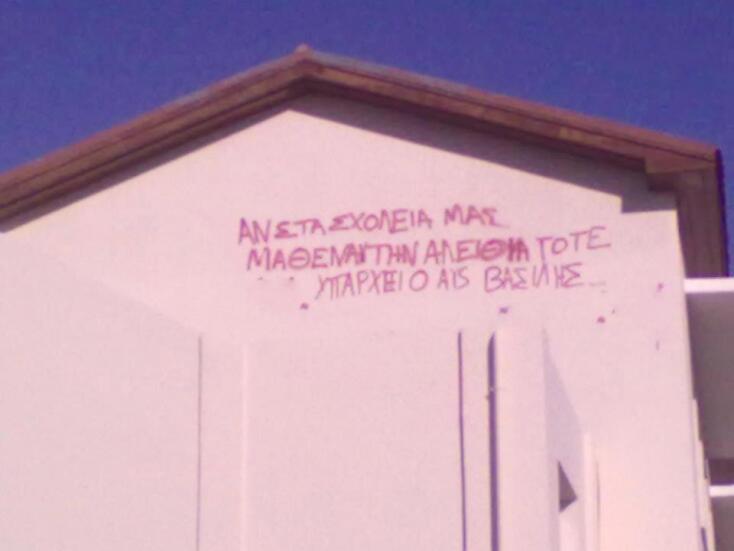 ΑΝ ΣΤΑ ΣΧΟΛΕΙΑ ΜΑΣ
ΜΑΘΕΝΑΝ ΤΗΝ ΑΛΕΙΘΙΑ ΤΟΤΕ
ΥΠΑΡΧΕΙ Ο ΑΙΣ ΒΑΣΙΛΗΣ...